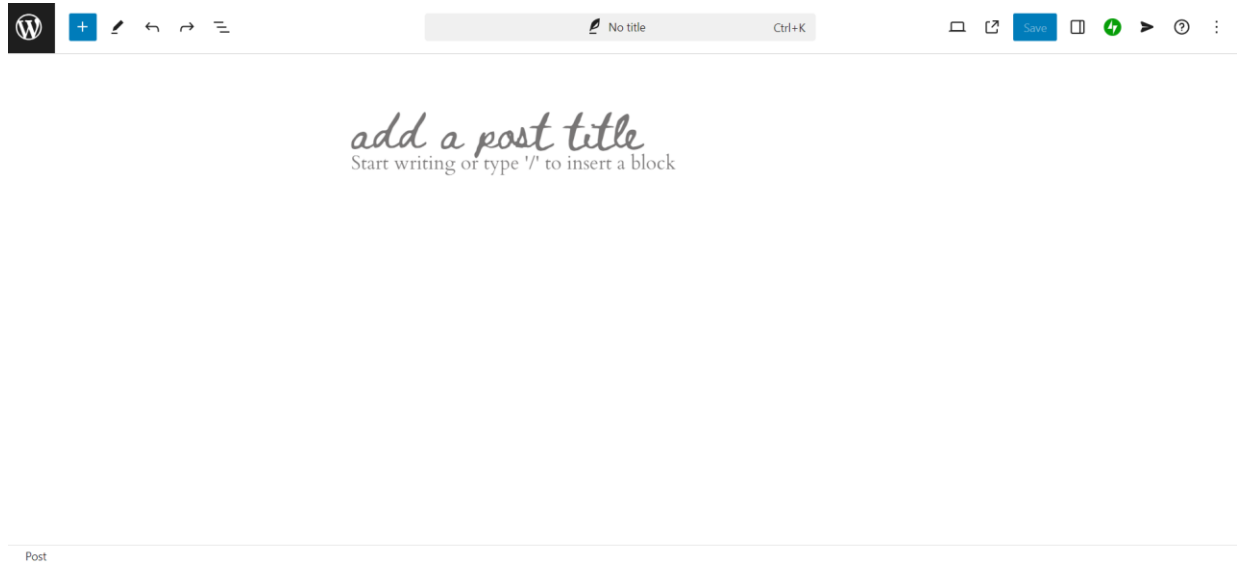 No title Ctrl+K Save
add a post title
Start writing or type '/' to insert a block
Post